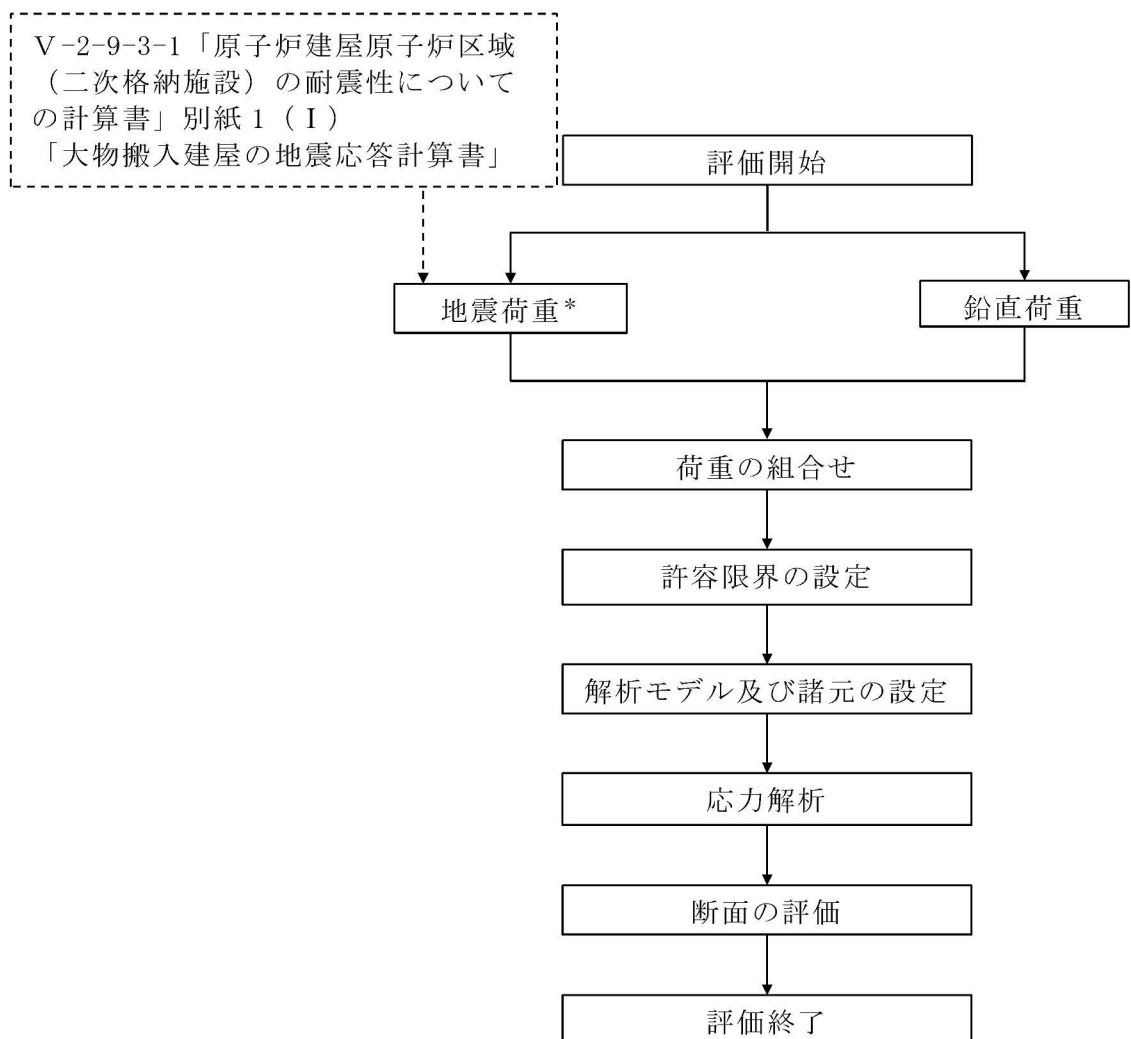 Ⅴ-2-9-3-1「原子炉建屋原子炉区域
（二次格納施設）の耐震性について
の計算書」別紙1（Ⅰ）
「大物搬入建屋の地震応答計算書」
評価開始
地震荷重*
鉛直荷重
荷重の組合せ
許容限界の設定
解析モデル及び諸元の設定
応力解析
断面の評価
評価終了